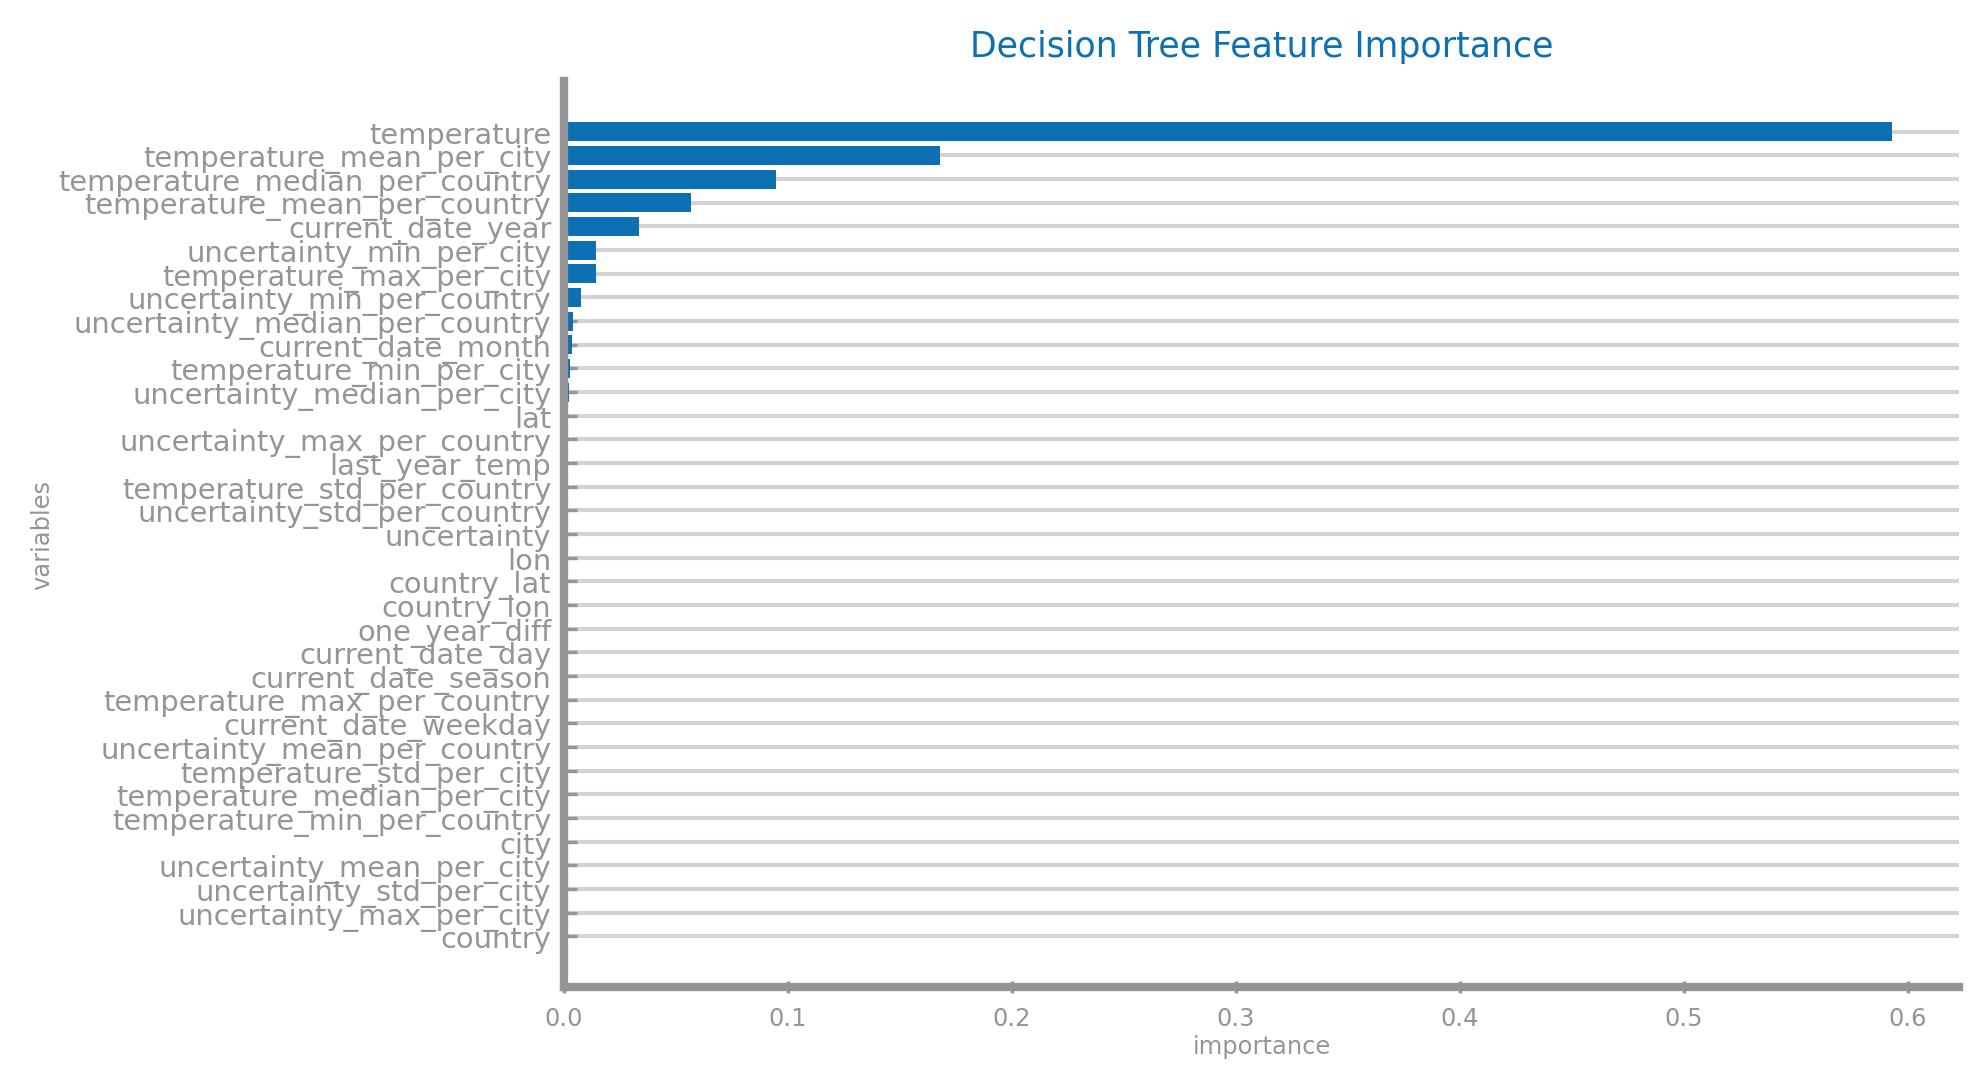 Decision Tree Feature Importance
temperature
temperature_mean_per_city
temperature_median_per_country
temperature_mean_per_country
current_date_year
uncertainty_min_per_city
temperature_max_per_city
uncertainty_min_per_country
uncertainty_median_per_country
current_date_month
temperature_min_per_city
uncertainty_median_per_city
lat
uncertainty_max_per_country
last_year_temp
temperature_std_per_country
uncertainty_std_per_country
uncertainty
lon
country_lat
country_lon
one_year_diff
current_date_day
current_date_season
temperature_max_per_country
current_date_weekday
uncertainty_mean_per_country
temperature_std_per_city
temperature_median_per_city
temperature_min_per_country
city
uncertainty_mean_per_city
uncertainty_std_per_city
uncertainty_max_per_city
country
variables
0.0 0.1 0.2 0.3 0.4 0.5 0.6
importance